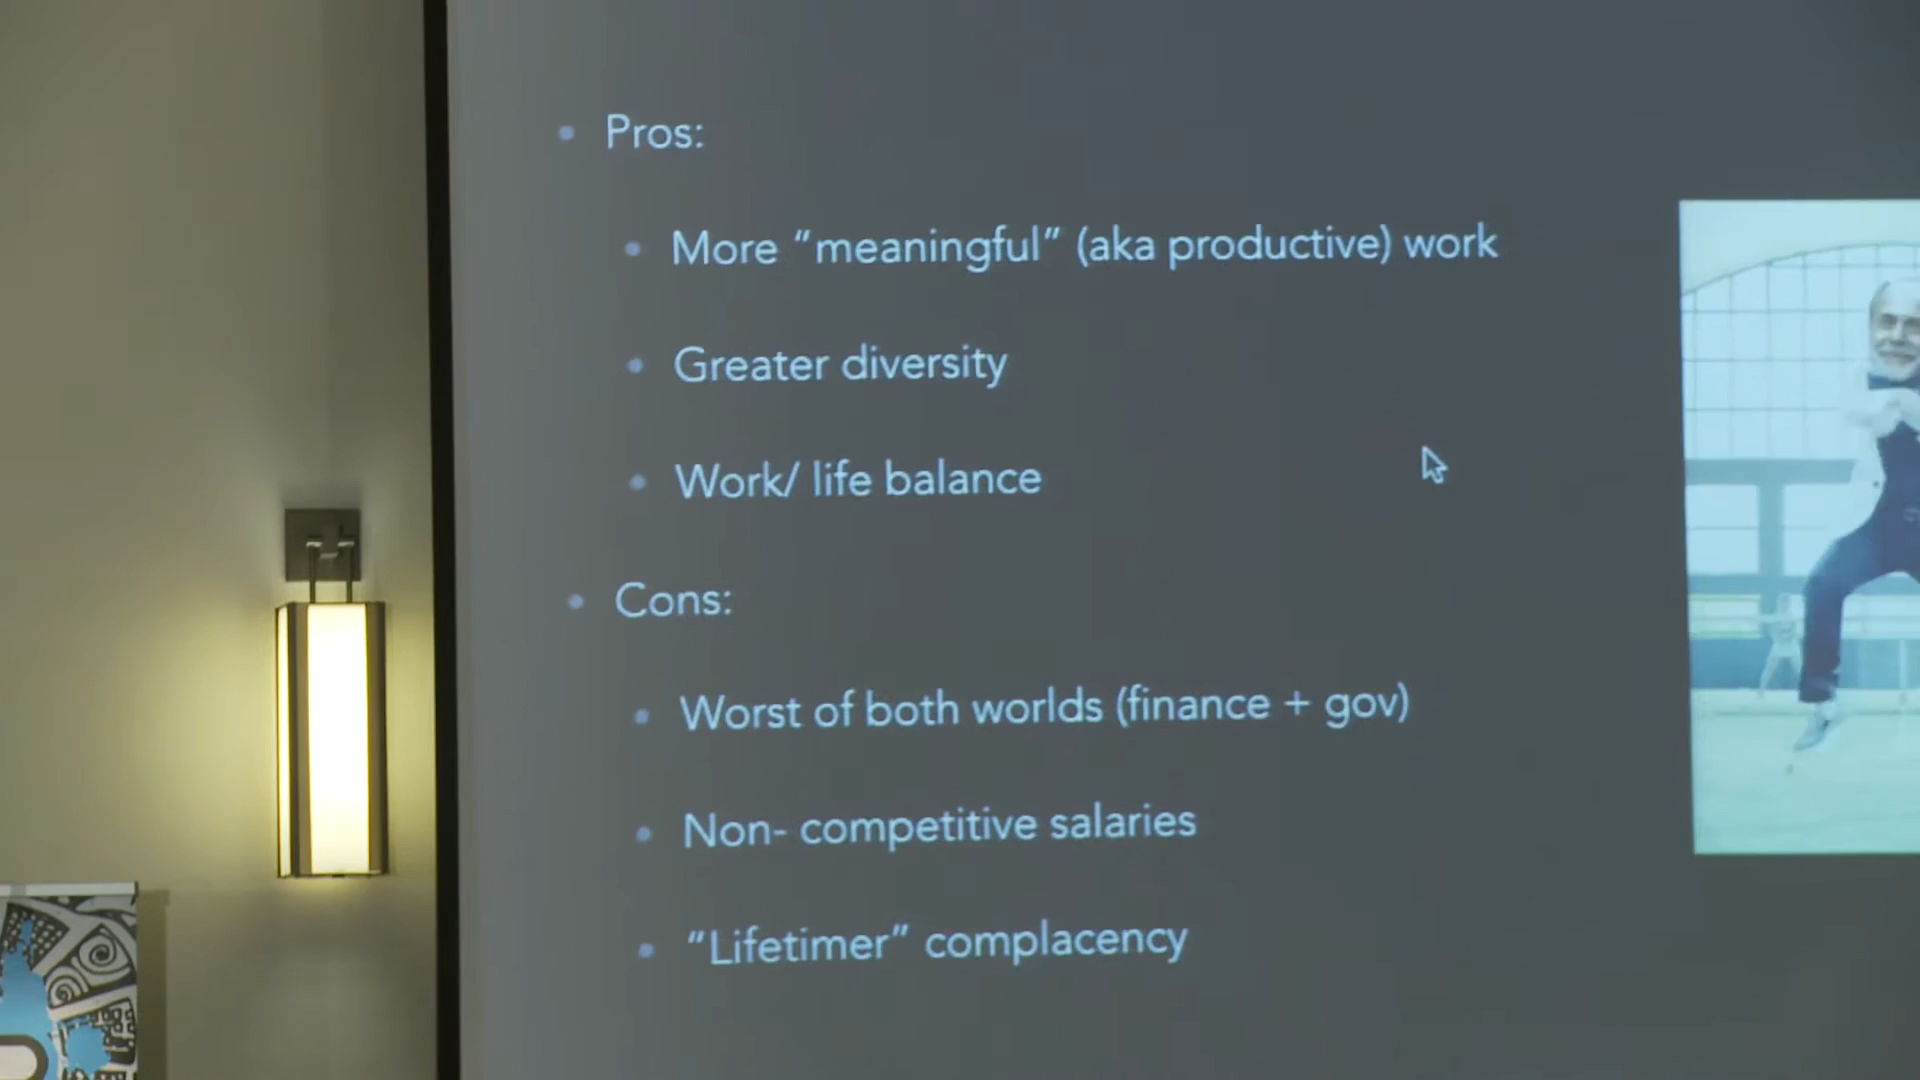 Pros:
More “meaningful” (aka productive) work
Greater diversity
Work/ life balance
Cons:
Worst of both worlds (finance + gov)
Non- competitive salaries
“Lifetimer” complacency